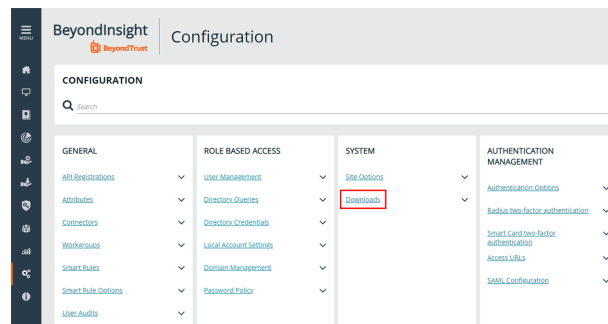 MENU
BeyondInsight
BeyondTrust
Configuration
CONFIGURATION
Search
GENERAL
API Registrations
Attributes
Connectors
Workgroups
Smart Rules
Smart Rule Options
User Audits
ROLE BASED ACCESS
User Management
Directory Queries
Directory Credentials
Local Account Settings
Domain Management
Password Policy
SYSTEM
Site Options
Downloads
AUTHENTICATION
MANAGEMENT
Authentication Options
Radius two-factor authentication
Smart Card two-factor
authentication
Access URLs
SAML Configuration